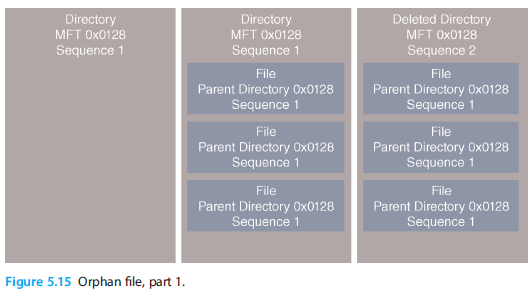 Directory
MFT 0x0128
Sequence 1
Directory
MFT 0x0128
Sequence 1
File
Parent Directory 0x0128
Sequence 1
File
Parent Directory 0x0128
Sequence 1
File
Parent Directory 0x0128
Sequence 1
Deleted Directory
MFT 0x0128
Sequence 2
File
Parent Directory 0x0128
Sequence 1
File
Parent Directory 0x0128
Sequence 1
File
Parent Directory 0x0128
Sequence 1
Figure 5.15 Orphan file, part 1.